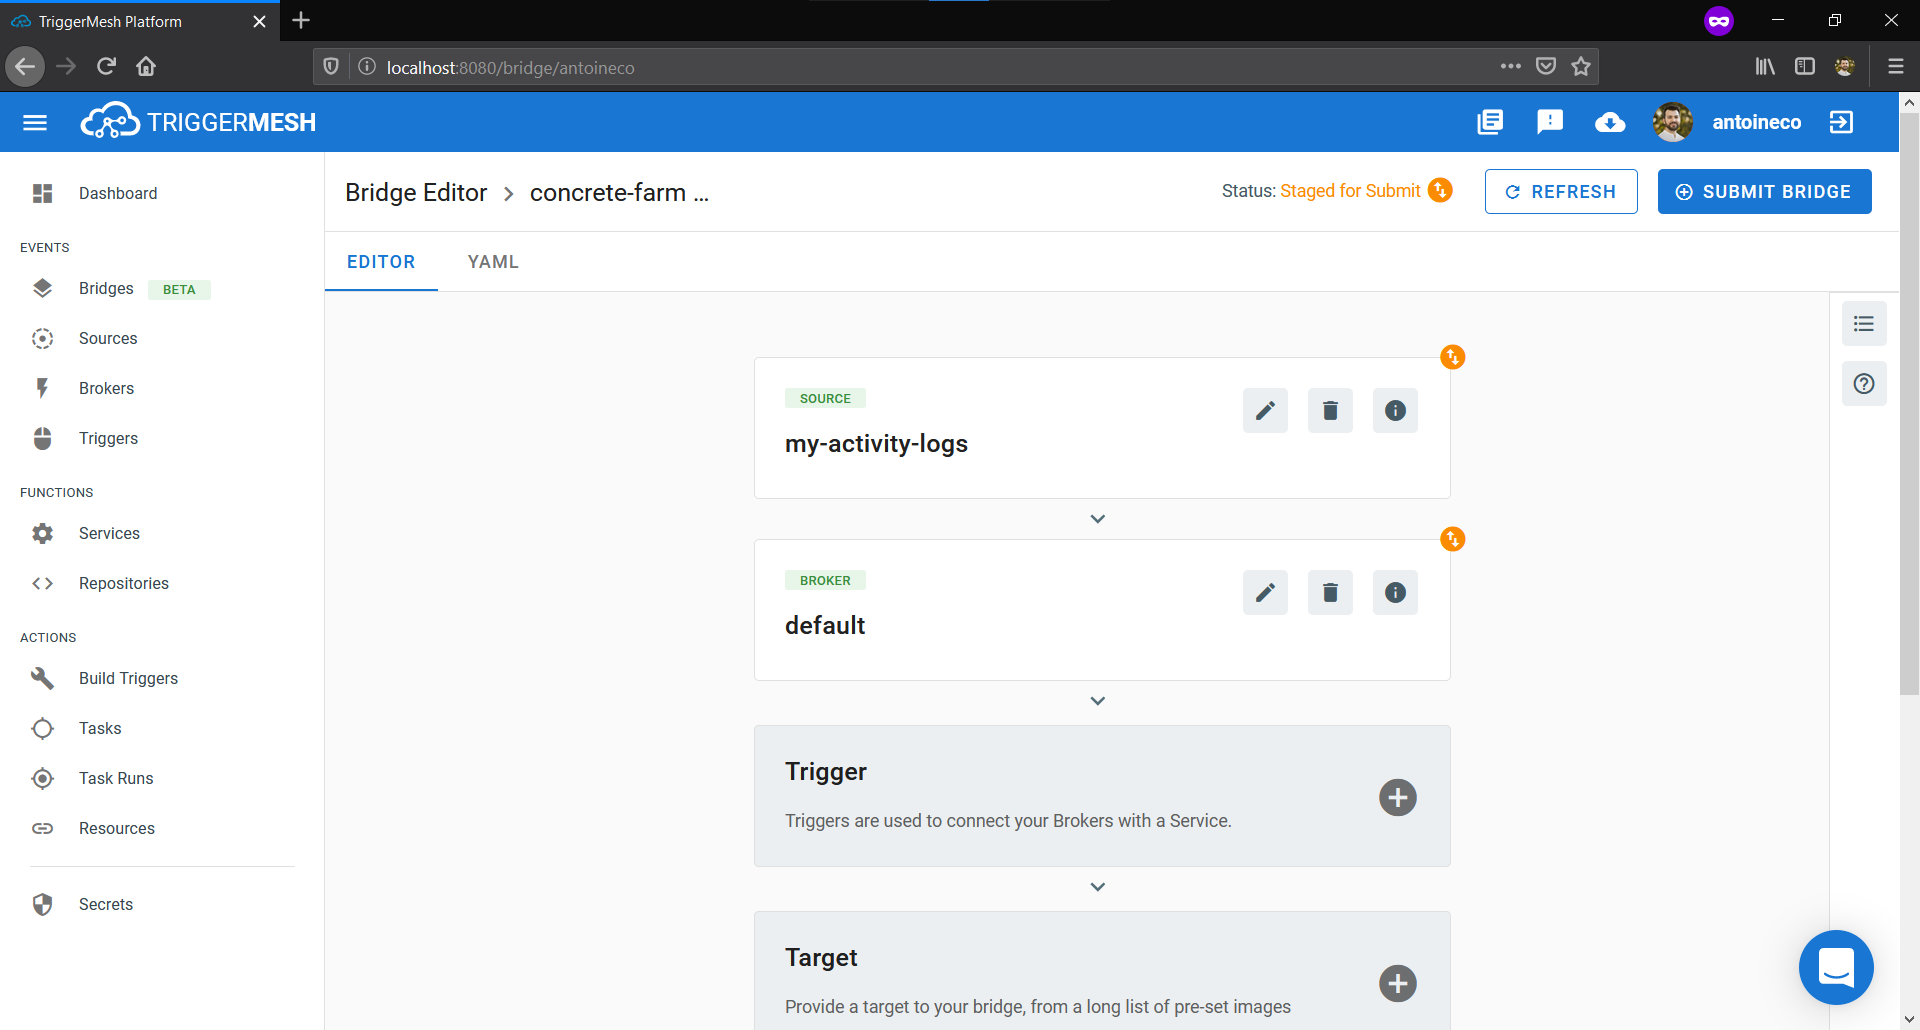 TriggerMesh Platform
localhost:8080/bridge/antoineco
TRIGGERMESH
antoineco
Dashboard
EVENTS
Bridges BETA
Sources
Brokers
Triggers
FUNCTIONS
Services
Repositories
ACTIONS
Build Triggers
Tasks
Task Runs
Resources
Secrets
Bridge Editor > concrete-farm ...
Status: Staged for Submit
REFRESH
SUBMIT BRIDGE
EDITOR YAML
SOURCE
my-activity-logs
BROKER
default
Trigger
Triggers are used to connect your Brokers with a Service.
Target
Provide a target to your bridge, from a long list of pre-set images